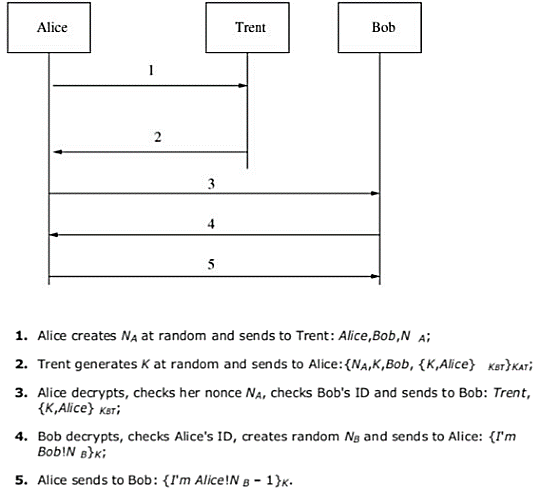 Alice Trent Bob
1
2
3
4
5
1. Alice creates NA at random and sends to Trent: Alice,Bob,N A;
2. Trent generates K at random and sends to Alice:{NA,K,Bob, {K,Alice} KBT}KAT;
3. Alice decrypts, checks her nonce NA, checks Bob's ID and sends to Bob: Trent,
{K,Alice} KBT;
4. Bob decrypts, checks Alice's ID, creates random NB and sends to Alice: {I'm
Bob!N B}K;
5. Alice sends to Bob: {I'm Alice!N B - 1}K.